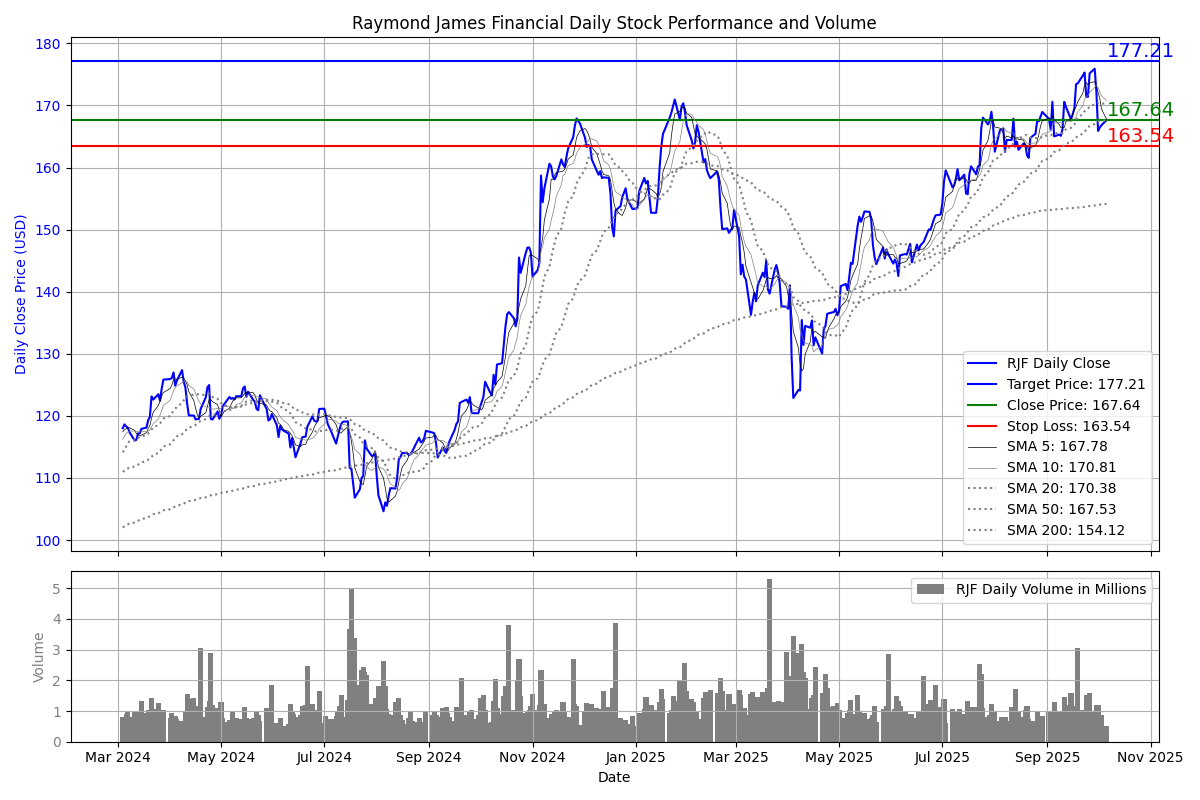 Raymond James Financial Daily Stock Performance and Volume
Daily Close Price (USD)
180
170
160
150
140
130
120
110
100
177.21
167.64
163.54
RJF Daily Close
Target Price: 177.21
Close Price: 167.64
Stop Loss: 163.54
SMA 5: 167.78
SMA 10: 170.81
SMA 20: 170.38
SMA 50: 167.53
SMA 200: 154.12
Volume
5
4
3
2
1
0
RJF Daily Volume in Millions
Mar 2024 May 2024 Jul 2024 Sep 2024 Nov 2024 Jan 2025 Mar 2025 May 2025 Jul 2025 Sep 2025 Nov 2025
Date